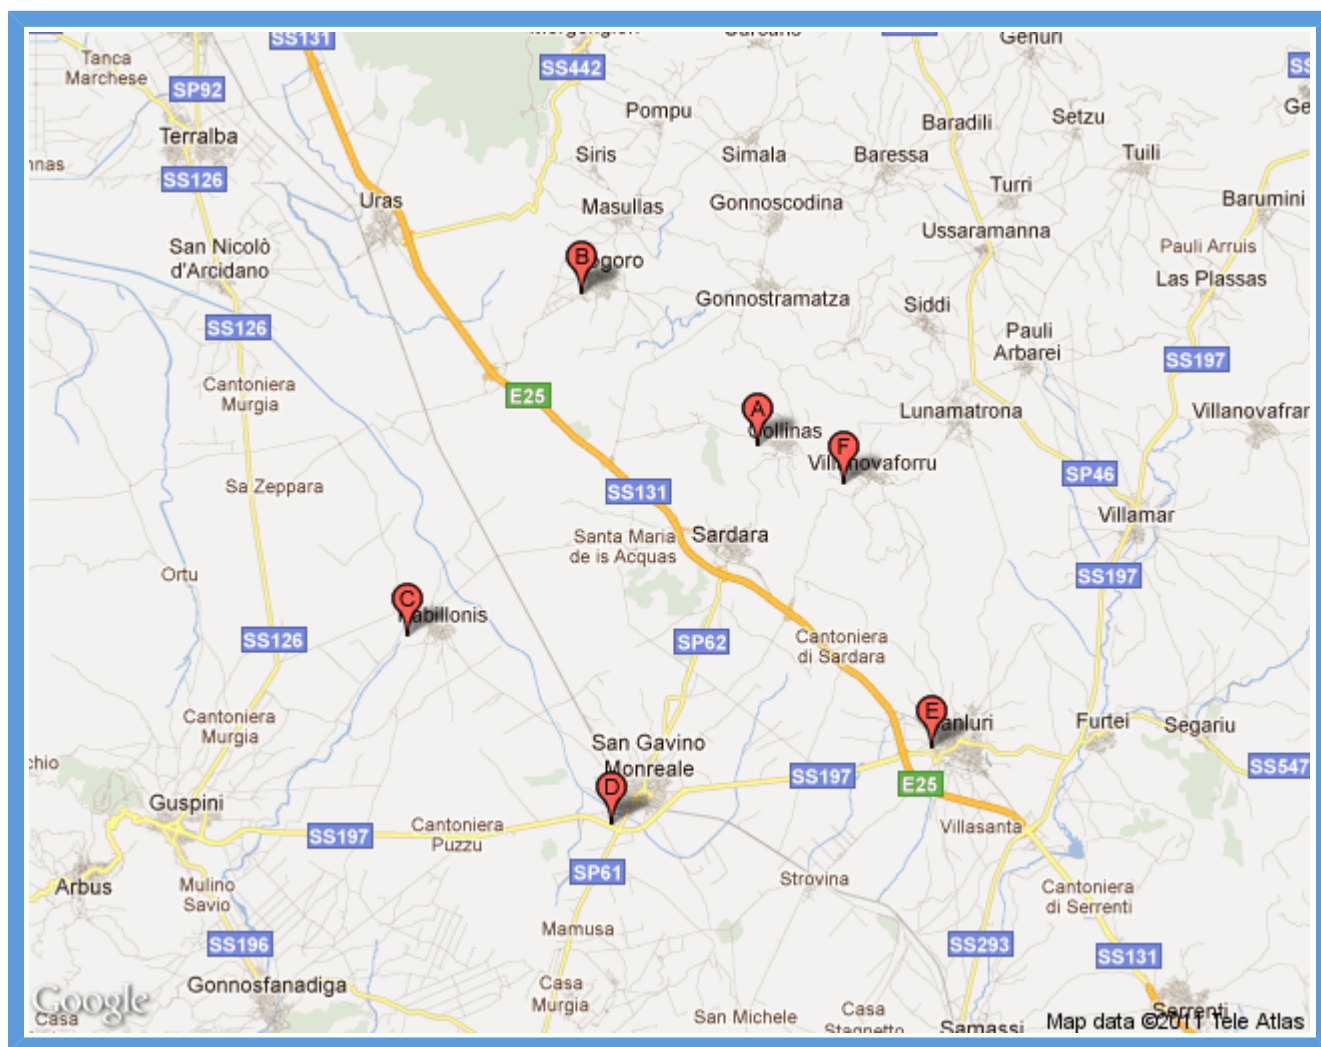 SS131
Genuri
Tanca
Marchese
SS442
SP92
Pompu
Baradili
Setzu
Terralba
Siris
Simala
Baressa
Tuili
SS126
Turri
Uras
Masullas
Gonnoscodina
Barumini
Ussaramanna
San Nicolò
d'Arcidano
Pauli Arruis
B
Las Plassas
Gonnostramatza
Siddi
SS126
Pauli
Arbarei
SS197
Cantoniera
Murgia
E25
A
Collinas
Lunamatrona
F
Villanovaforru
SP46
Sa Zeppara
SS131
Villamar
Santa Maria
de is Acquas
Sardara
Ortu
SS197
C
SS126
SP62
Cantoniera
di Sardara
Cantoniera
Murgia
E
Furtei
Segariu
San Gavino
Monreale
SS197
SS547
E25
D
Guspini
SS197
Cantoniera
Puzzu
Villasanta
SP61
Arbus
Mulino
Savio
Strovina
Cantoniera
di Serrenti
Mamusa
SS196
SS293
SS131
Gonnosfanadiga
Casa
Murgia
Google
Casa
San Michele
Casa
Stagnetto
Samassi
Serrenti
Map data ©2011 Tele Atlas